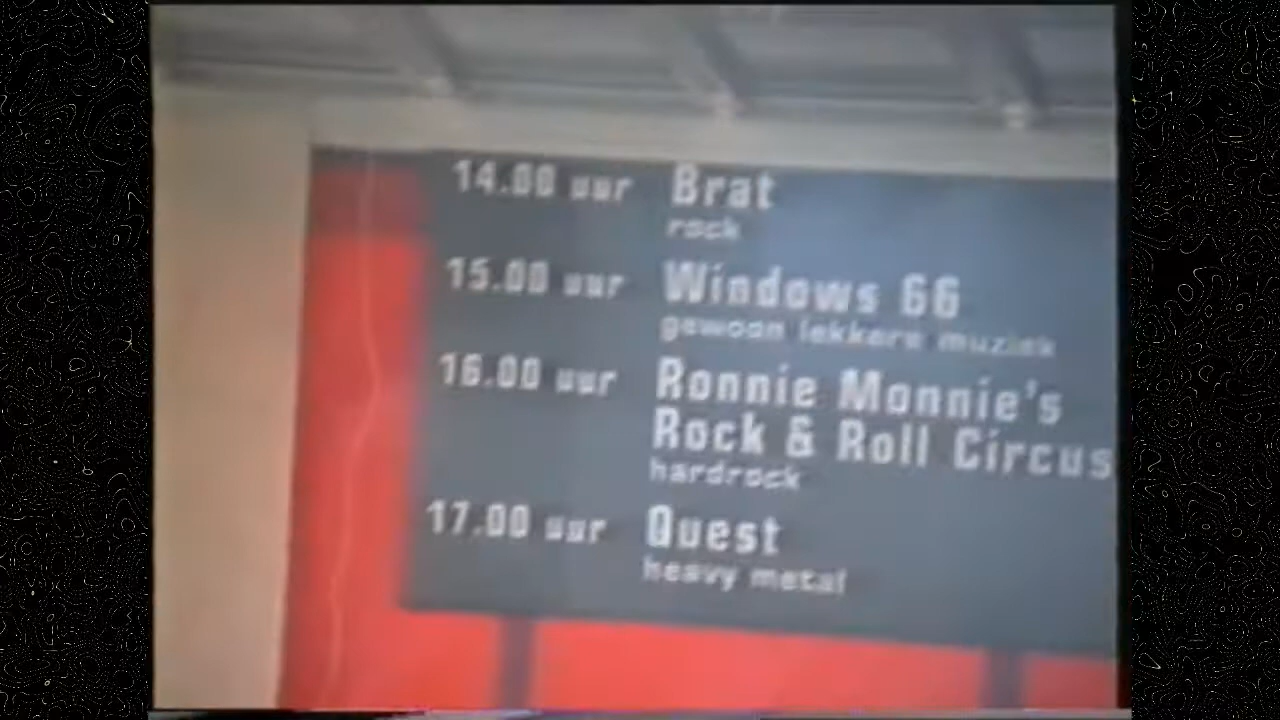 14.00 uur Brat
rock
15.00 uur Windows 66
gewoon lekkere muziek
16.00 uur Ronnie Monnie's
Rock & Roll Circus
hardrock
17.00 uur Quest
heavy metal